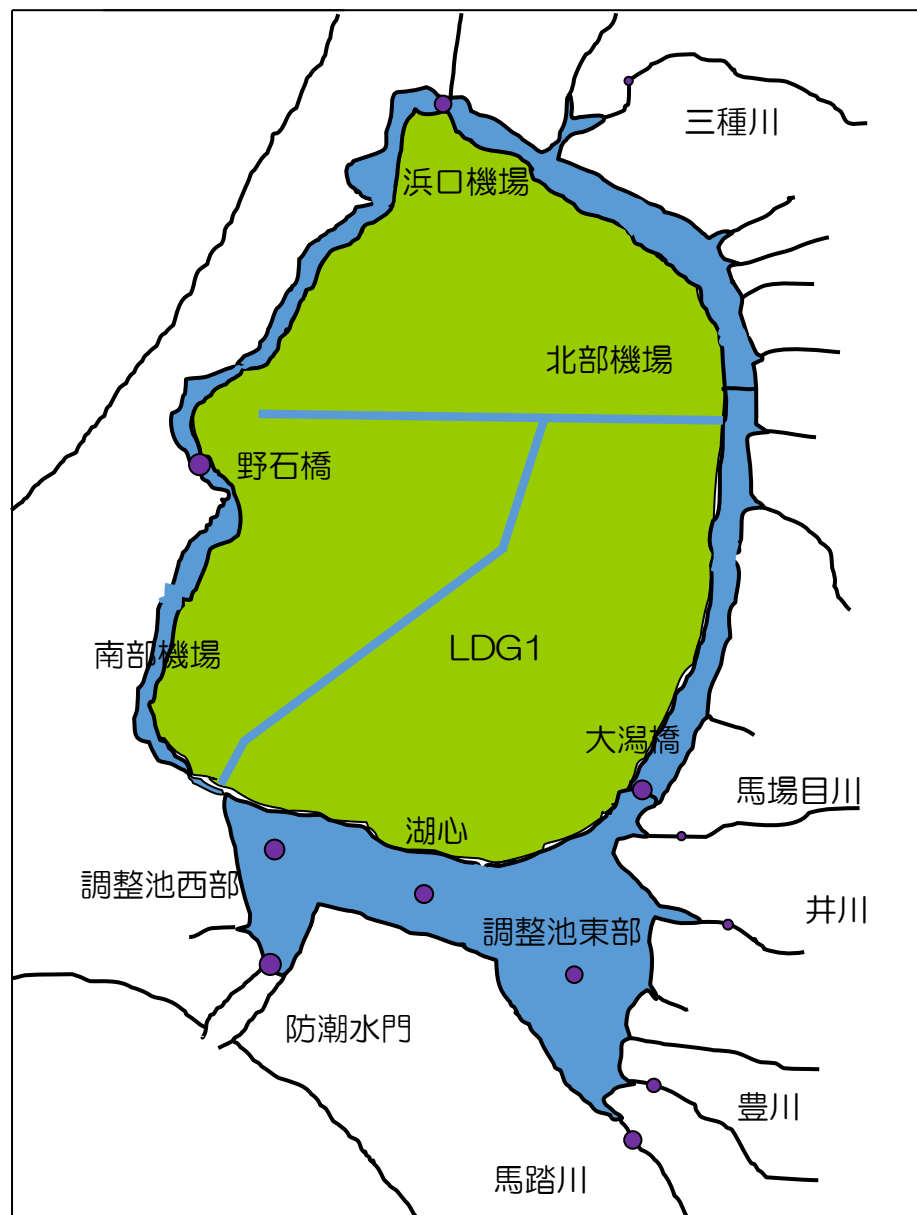 三種川
浜口機場
北部機場
野石橋
南部機場
LDG1
大潟橋
馬場目川
湖心
調整池西部
井川
調整池東部
防潮水門
豊川
馬踏川